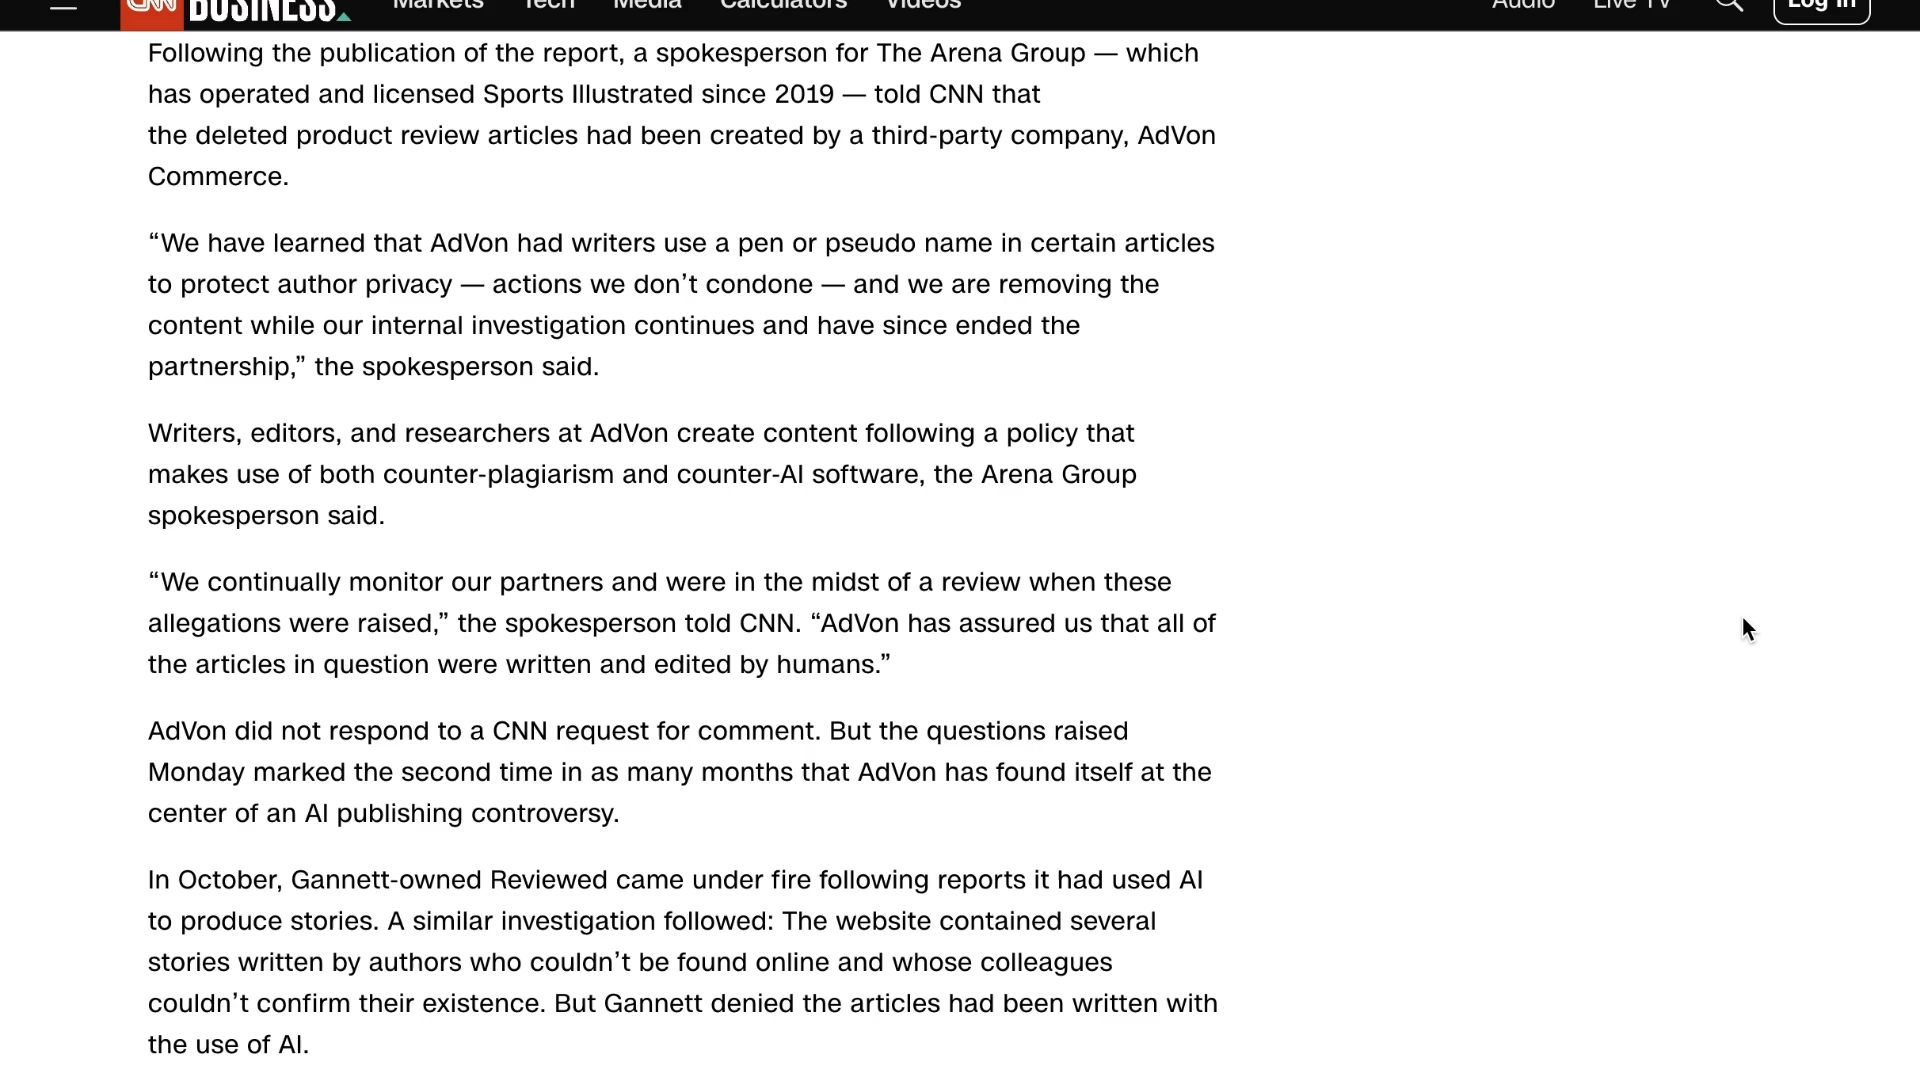 CNN BUSINESS Markets Tech Media Calculators Videos Audio Live TV Log In
Following the publication of the report, a spokesperson for The Arena Group — which
has operated and licensed Sports Illustrated since 2019 — told CNN that
the deleted product review articles had been created by a third-party company, AdVon
Commerce.
“We have learned that AdVon had writers use a pen or pseudo name in certain articles
to protect author privacy — actions we don’t condone — and we are removing the
content while our internal investigation continues and have since ended the
partnership,” the spokesperson said.
Writers, editors, and researchers at AdVon create content following a policy that
makes use of both counter-plagiarism and counter-AI software, the Arena Group
spokesperson said.
“We continually monitor our partners and were in the midst of a review when these
allegations were raised,” the spokesperson told CNN. “AdVon has assured us that all of
the articles in question were written and edited by humans.”
AdVon did not respond to a CNN request for comment. But the questions raised
Monday marked the second time in as many months that AdVon has found itself at the
center of an AI publishing controversy.
In October, Gannett-owned Reviewed came under fire following reports it had used AI
to produce stories. A similar investigation followed: The website contained several
stories written by authors who couldn’t be found online and whose colleagues
couldn’t confirm their existence. But Gannett denied the articles had been written with
the use of AI.